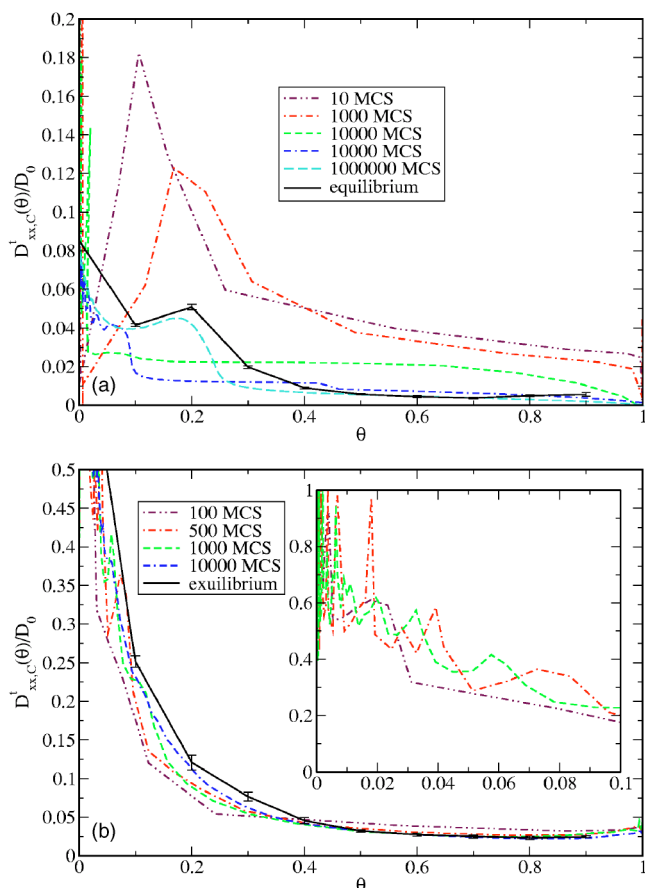 0.2
0.18
0.16
0.14
0.12
0.1
0.08
0.06
0.04
0.02
0
D^t_xx,C(θ)/D_0
10 MCS
1000 MCS
10000 MCS
10000 MCS
1000000 MCS
equilibrium
(a)
0 0.2 0.4 0.6 0.8 1
θ
0.5
0.45
0.4
0.35
0.3
0.25
0.2
0.15
0.1
0.05
0
D^t_xx,C(θ)/D_0
100 MCS
500 MCS
1000 MCS
10000 MCS
exuilibrium
1
0.8
0.6
0.4
0.2
0
0 0.02 0.04 0.06 0.08 0.1
(b)
0 0.2 0.4 0.6 0.8 1
θ